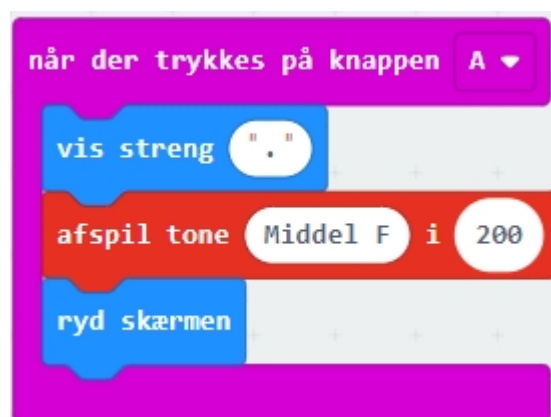 når der trykkes på knappen A
vis streng "."
afspil tone Middel F i 200
ryd skærmen